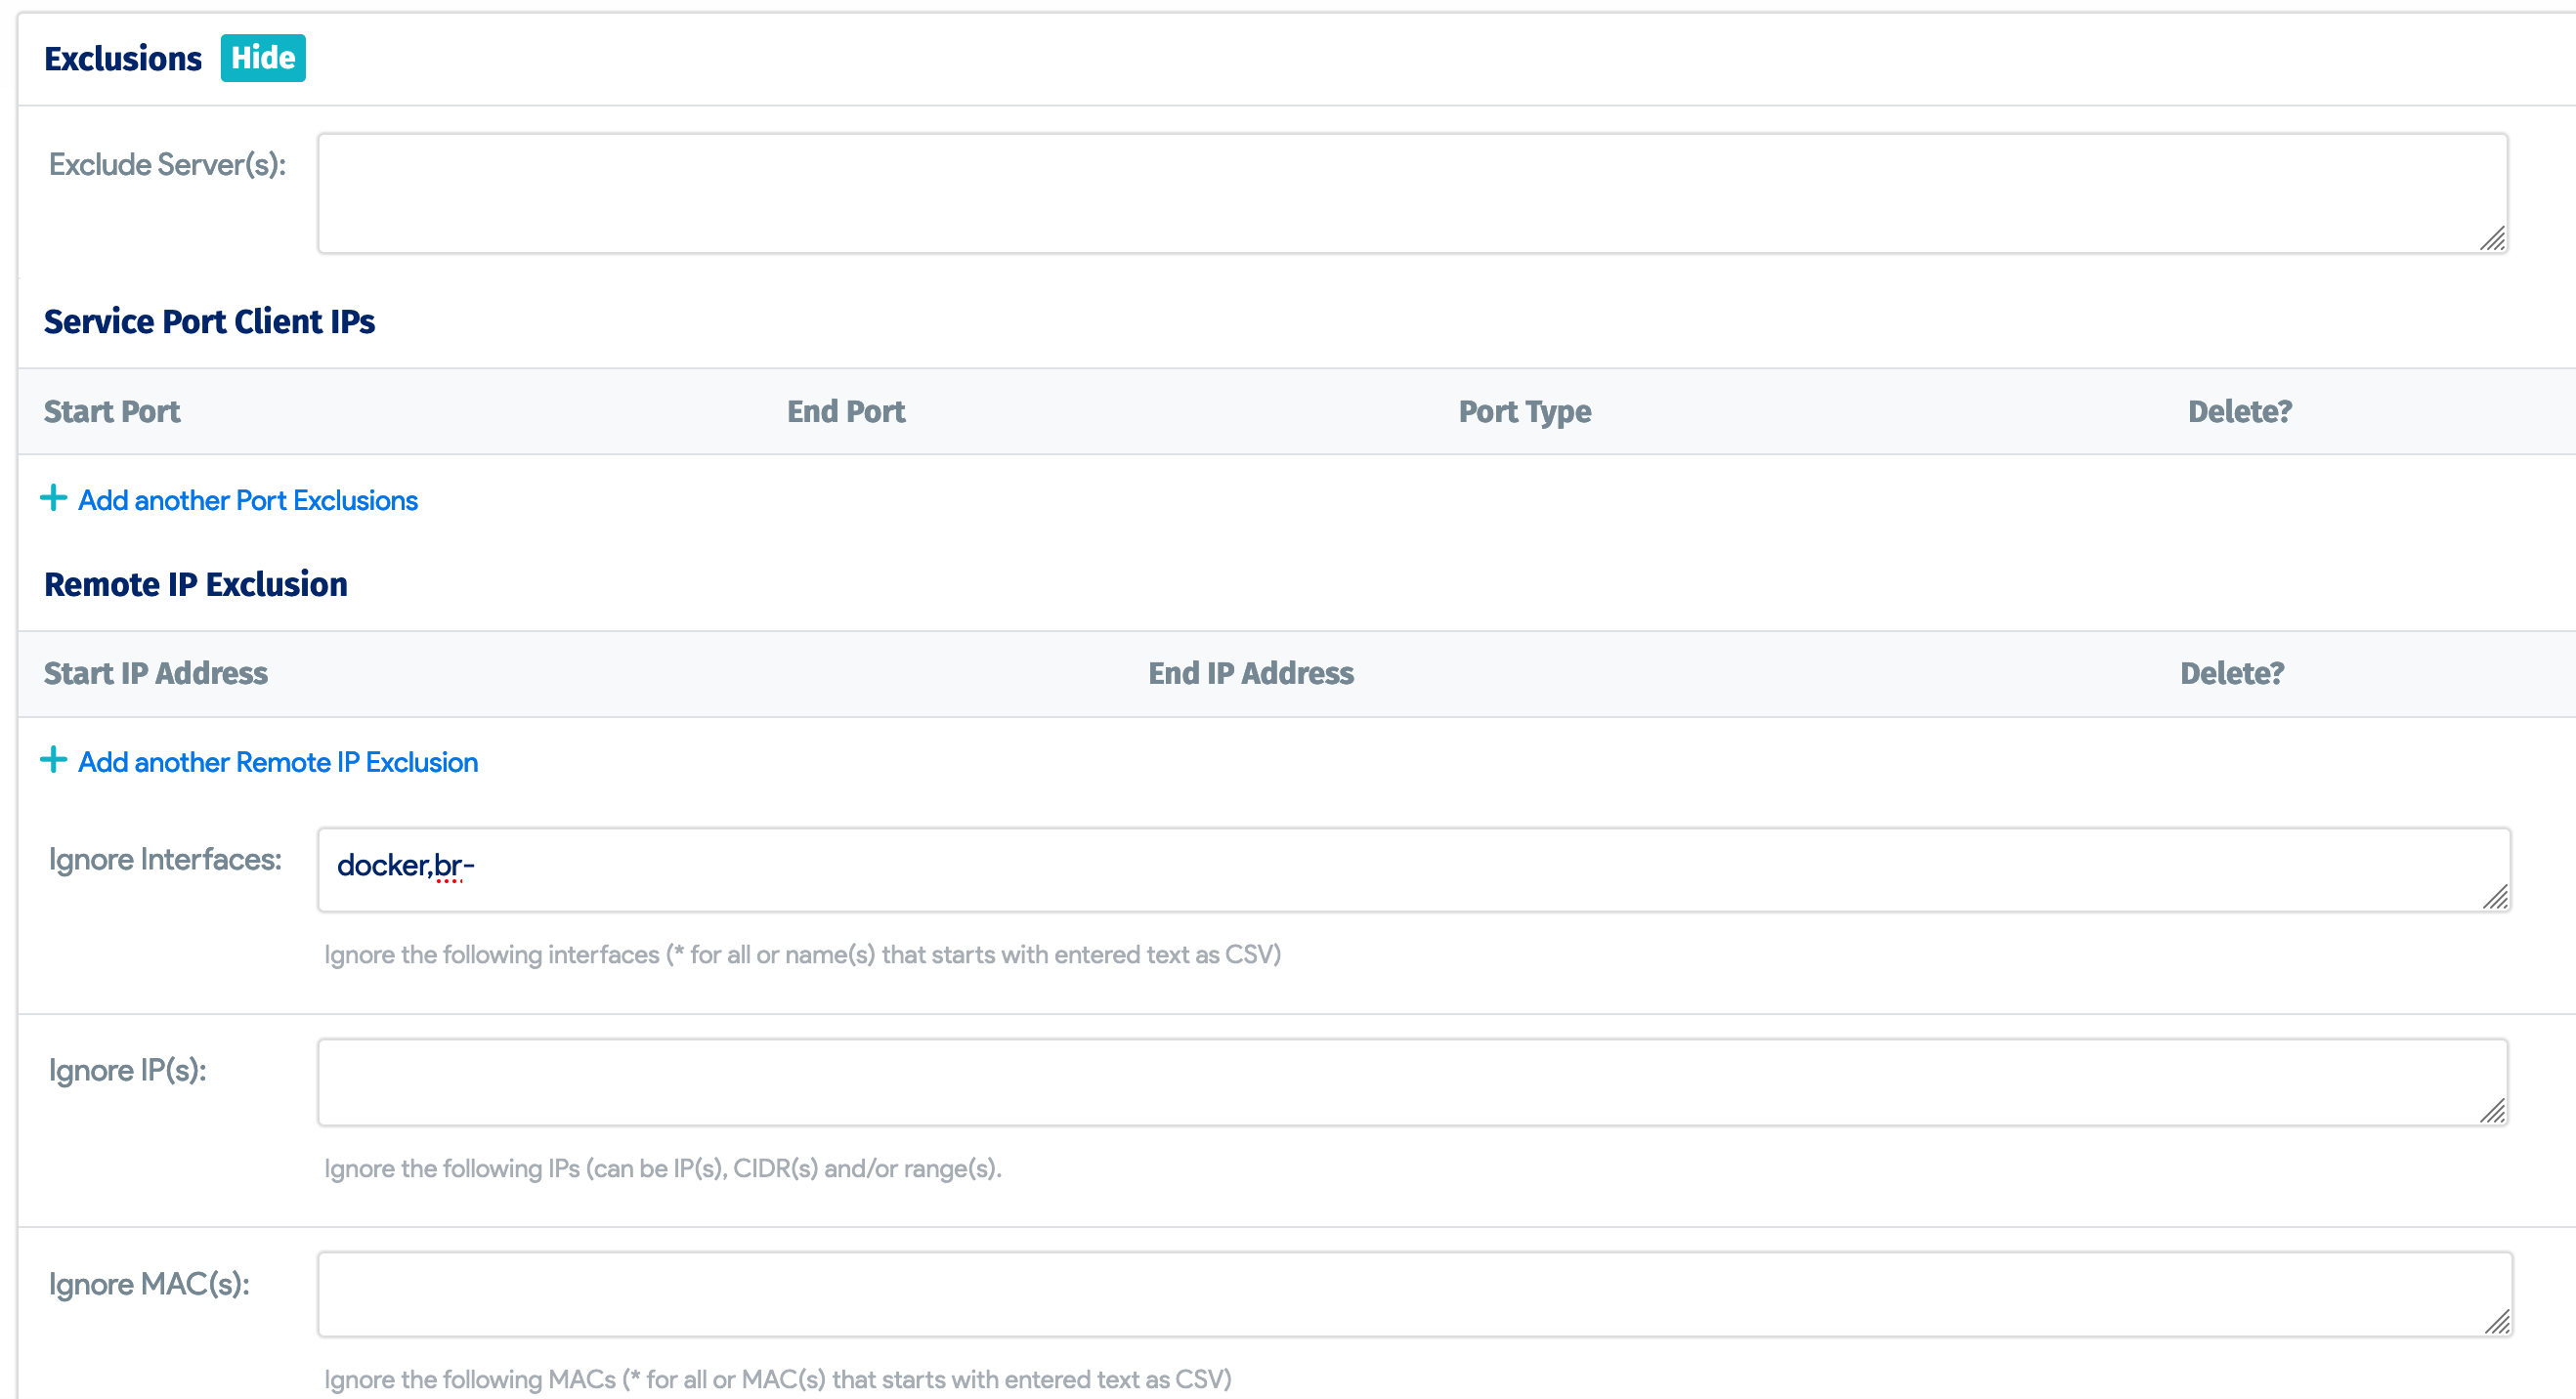 Exclusions Hide
Exclude Server(s):
Service Port Client IPs
Start Port End Port Port Type Delete?
Add another Port Exclusions
Remote IP Exclusion
Start IP Address End IP Address Delete?
Add another Remote IP Exclusion
Ignore Interfaces: docker,br-
Ignore the following interfaces (* for all or name(s) that starts with entered text as CSV)
Ignore IP(s):
Ignore the following IPs (can be IP(s), CIDR(s) and/or range(s).
Ignore MAC(s):
Ignore the following MACs (* for all or MAC(s) that starts with entered text as CSV)